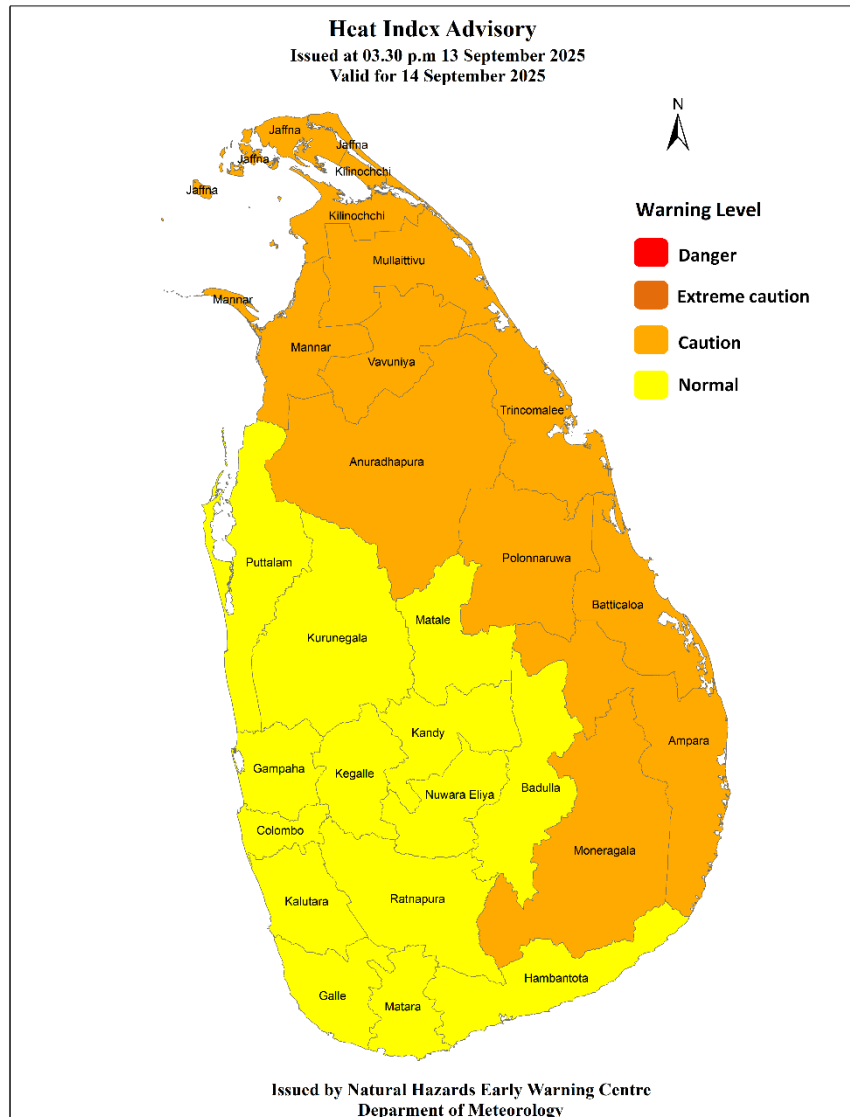 Heat Index Advisory
Issued at 03.30 p.m 13 September 2025
Valid for 14 September 2025
N
Jaffna
Jaffna
Jaffna
Kilinochchi
Jaffna
Kilinochchi
Mullaittivu
Mannar
Mannar
Vavuniya
Trincomalee
Anuradhapura
Polonnaruwa
Puttalam
Batticaloa
Matale
Kurunegala
Kandy
Ampara
Gampaha
Kegalle
Badulla
Nuwara Eliya
Colombo
Moneragala
Kalutara
Ratnapura
Hambantota
Galle
Matara
Warning Level
Danger
Extreme caution
Caution
Normal
Issued by Natural Hazards Early Warning Centre
Deparment of Meteorology